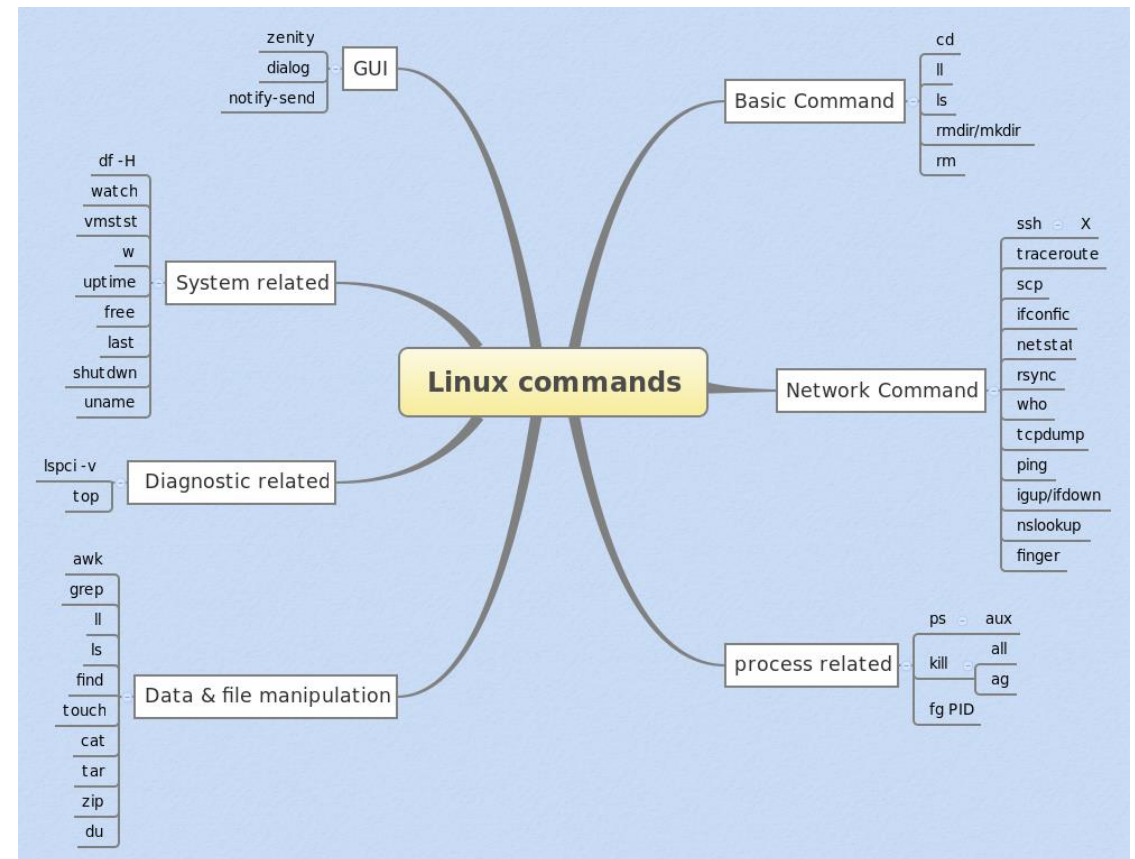 Linux commands
GUI
zenity
dialog
notify-send
System related
df -H
watch
vmstst
w
uptime
free
last
shutdwn
uname
Diagnostic related
lspci -v
top
Data & file manipulation
awk
grep
ll
ls
find
touch
cat
tar
zip
du
Basic Command
cd
ll
ls
rmdir/mkdir
rm
Network Command
ssh X
traceroute
scp
ifconfic
netstat
rsync
who
tcpdump
ping
igup/ifdown
nslookup
finger
process related
ps aux
kill
all
ag
fg PID